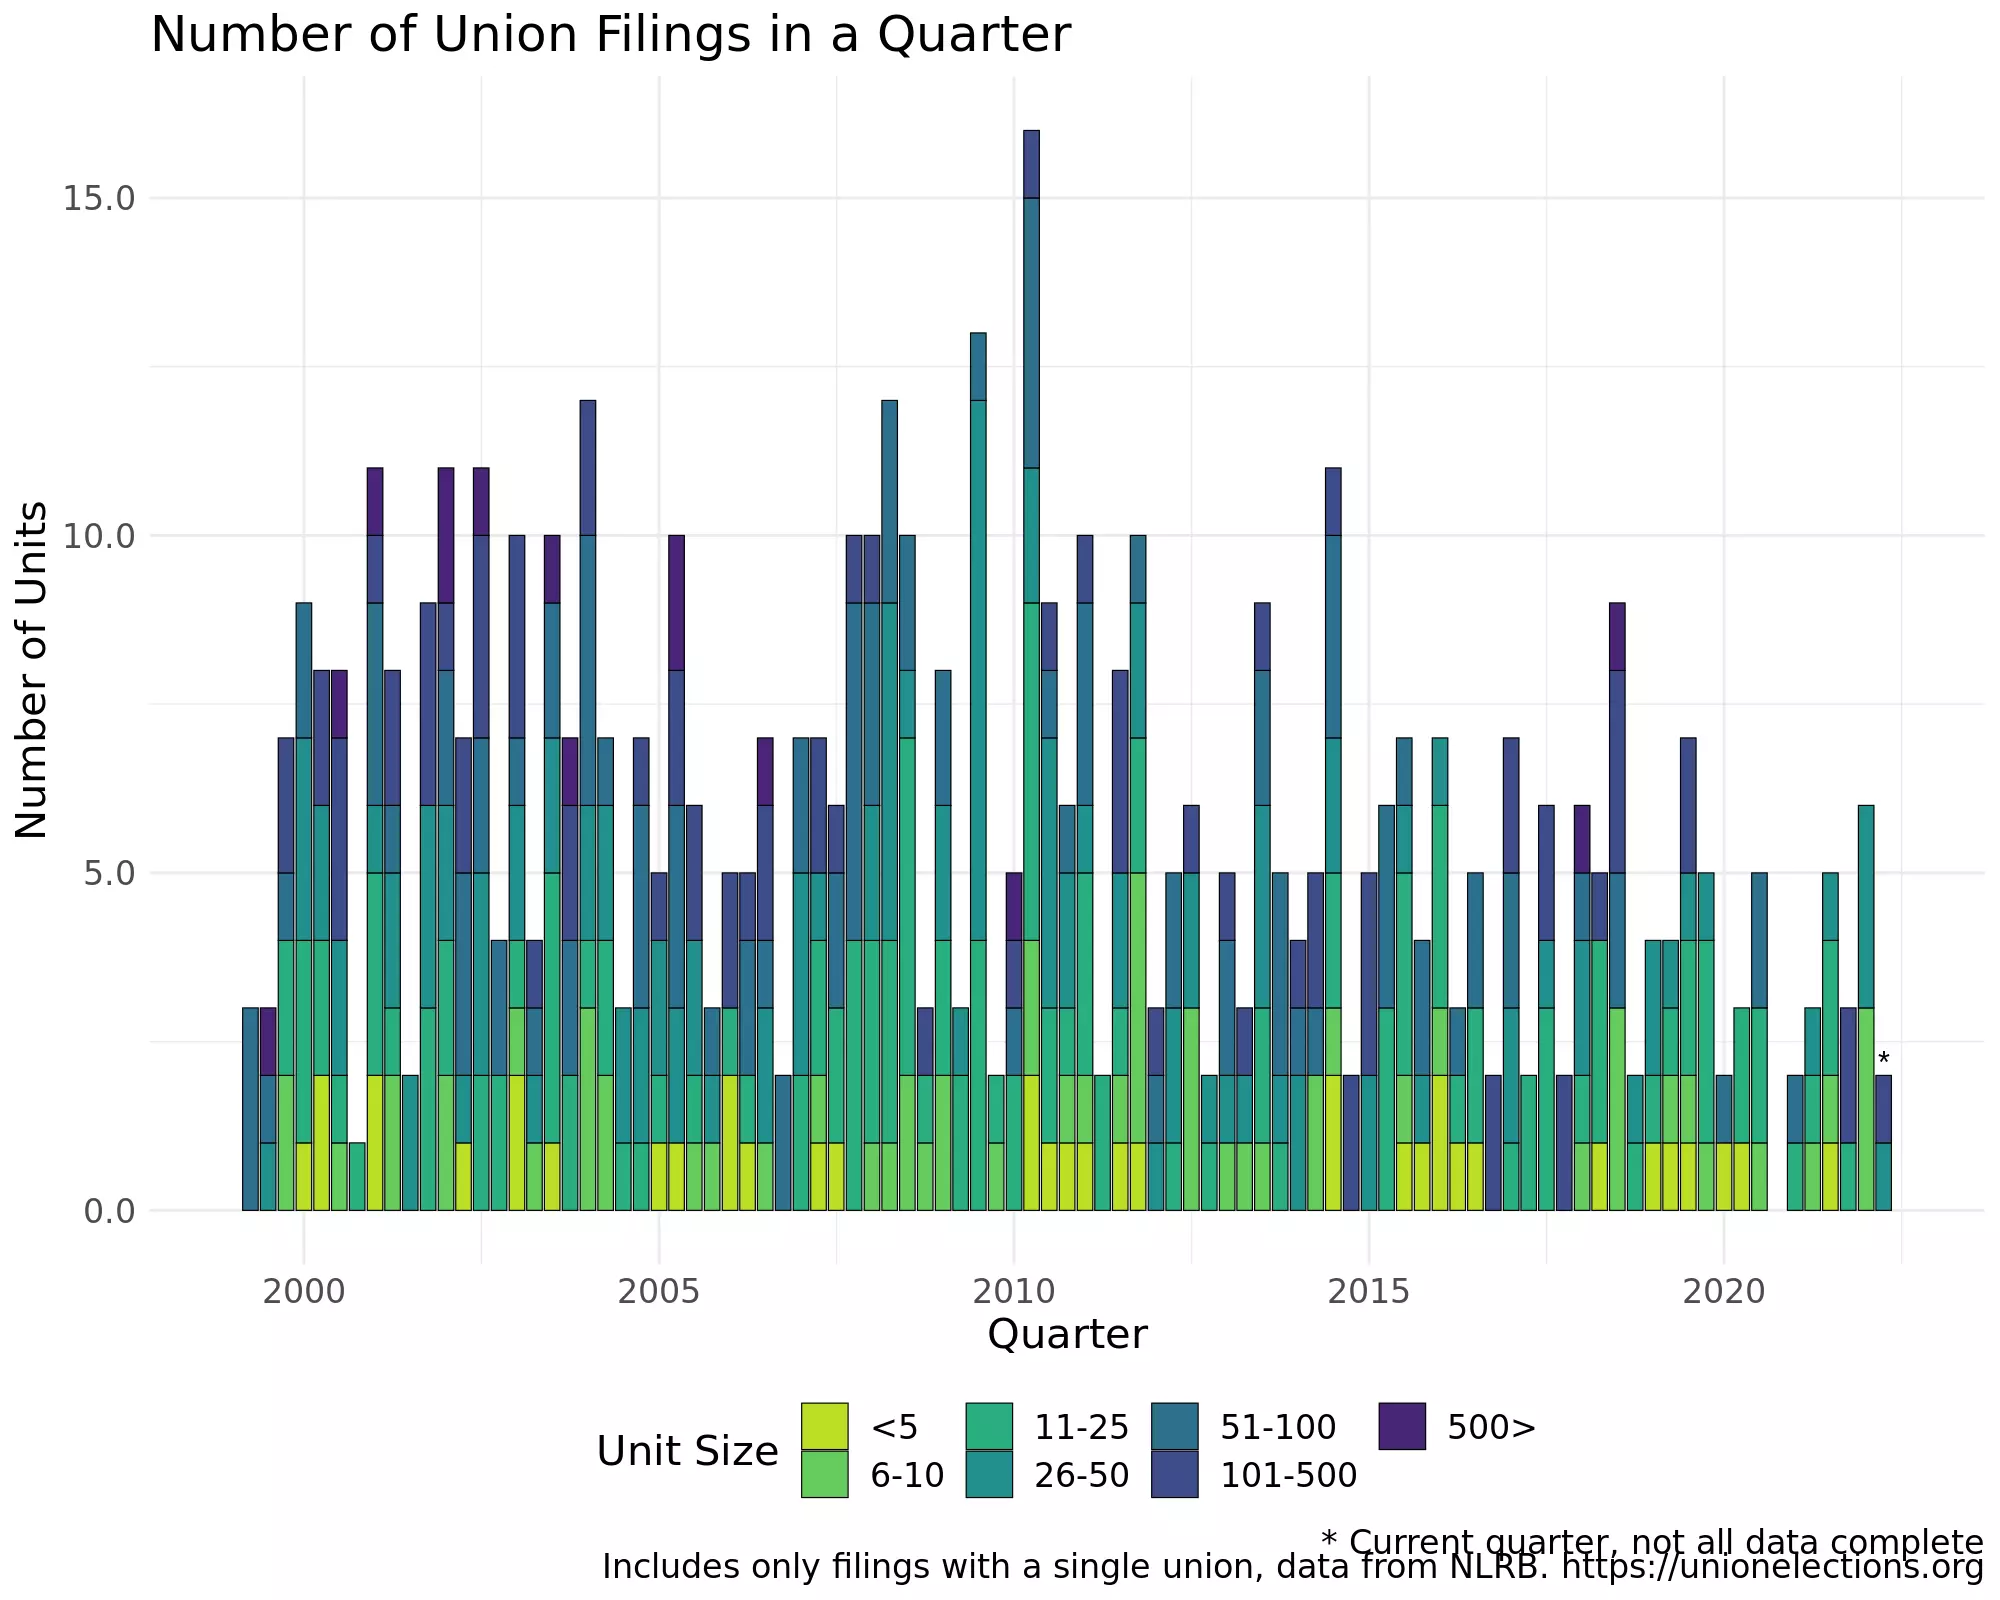 Number of Union Filings in a Quarter
Number of Units
15.0
10.0
5.0
0.0
*
2000 2005 2010 2015 2020
Quarter
Unit Size
<5 11-25 51-100 500>
6-10 26-50 101-500
* Current quarter, not all data complete
Includes only filings with a single union, data from NLRB. https://unionelections.org